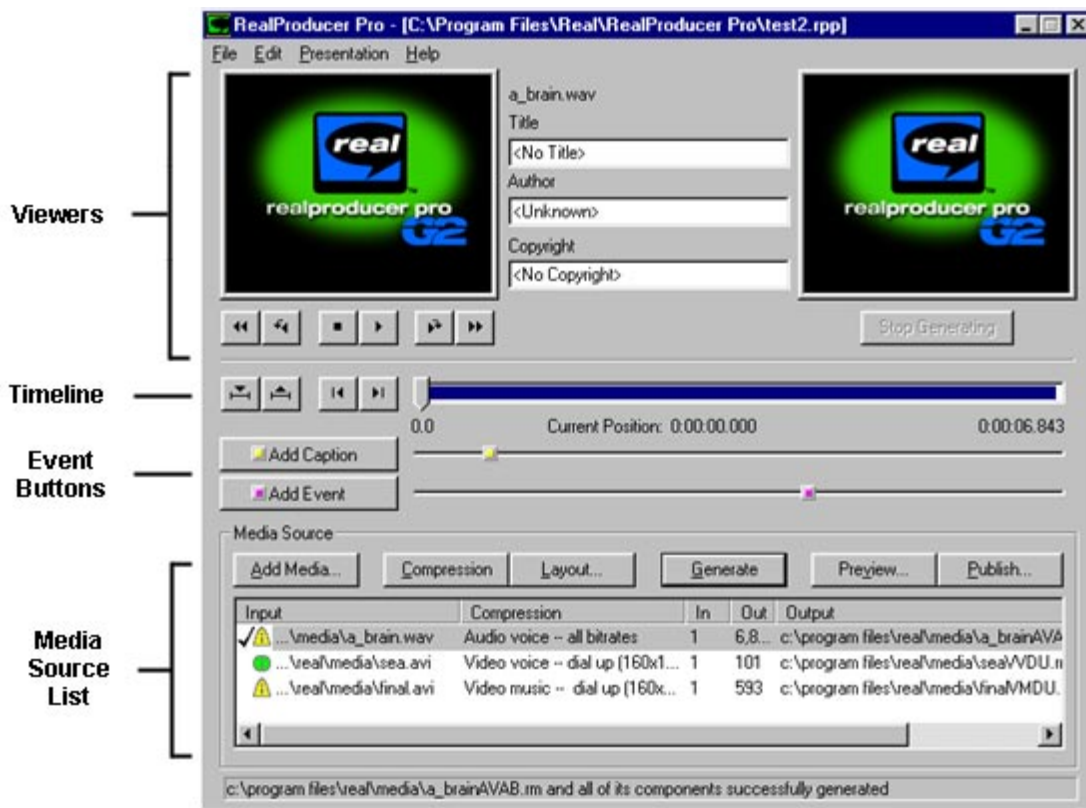 RealProducer Pro - [C:\Program Files\Real\RealProducer Pro\test2.rpp]
File Edit Presentation Help
Viewers
real
realproducer pro
G2
a_brain.wav
Title
<No Title>
Author
<Unknown>
Copyright
<No Copyright>
real
realproducer pro
G2
Stop Generating
Timeline
0.0 Current Position: 0:00:00.000 0:00:06.843
Event
Buttons
Add Caption
Add Event
Media Source
Add Media... Compression Layout... Generate Preview... Publish...
Media
Source
List
Input Compression In Out Output
...\media\a_brain.wav Audio voice -- all bitrates 1 6,8... c:\program files\real\media\a_brainAVA
...\real\media\sea.avi Video voice -- dial up (160x1... 1 101 c:\program files\real\media\seaVVDU.r
...\real\media\final.avi Video music -- dial up (160x... 1 593 c:\program files\real\media\finalVMDU.
c:\program files\real\media\a_brainAVAB.rm and all of its components successfully generated